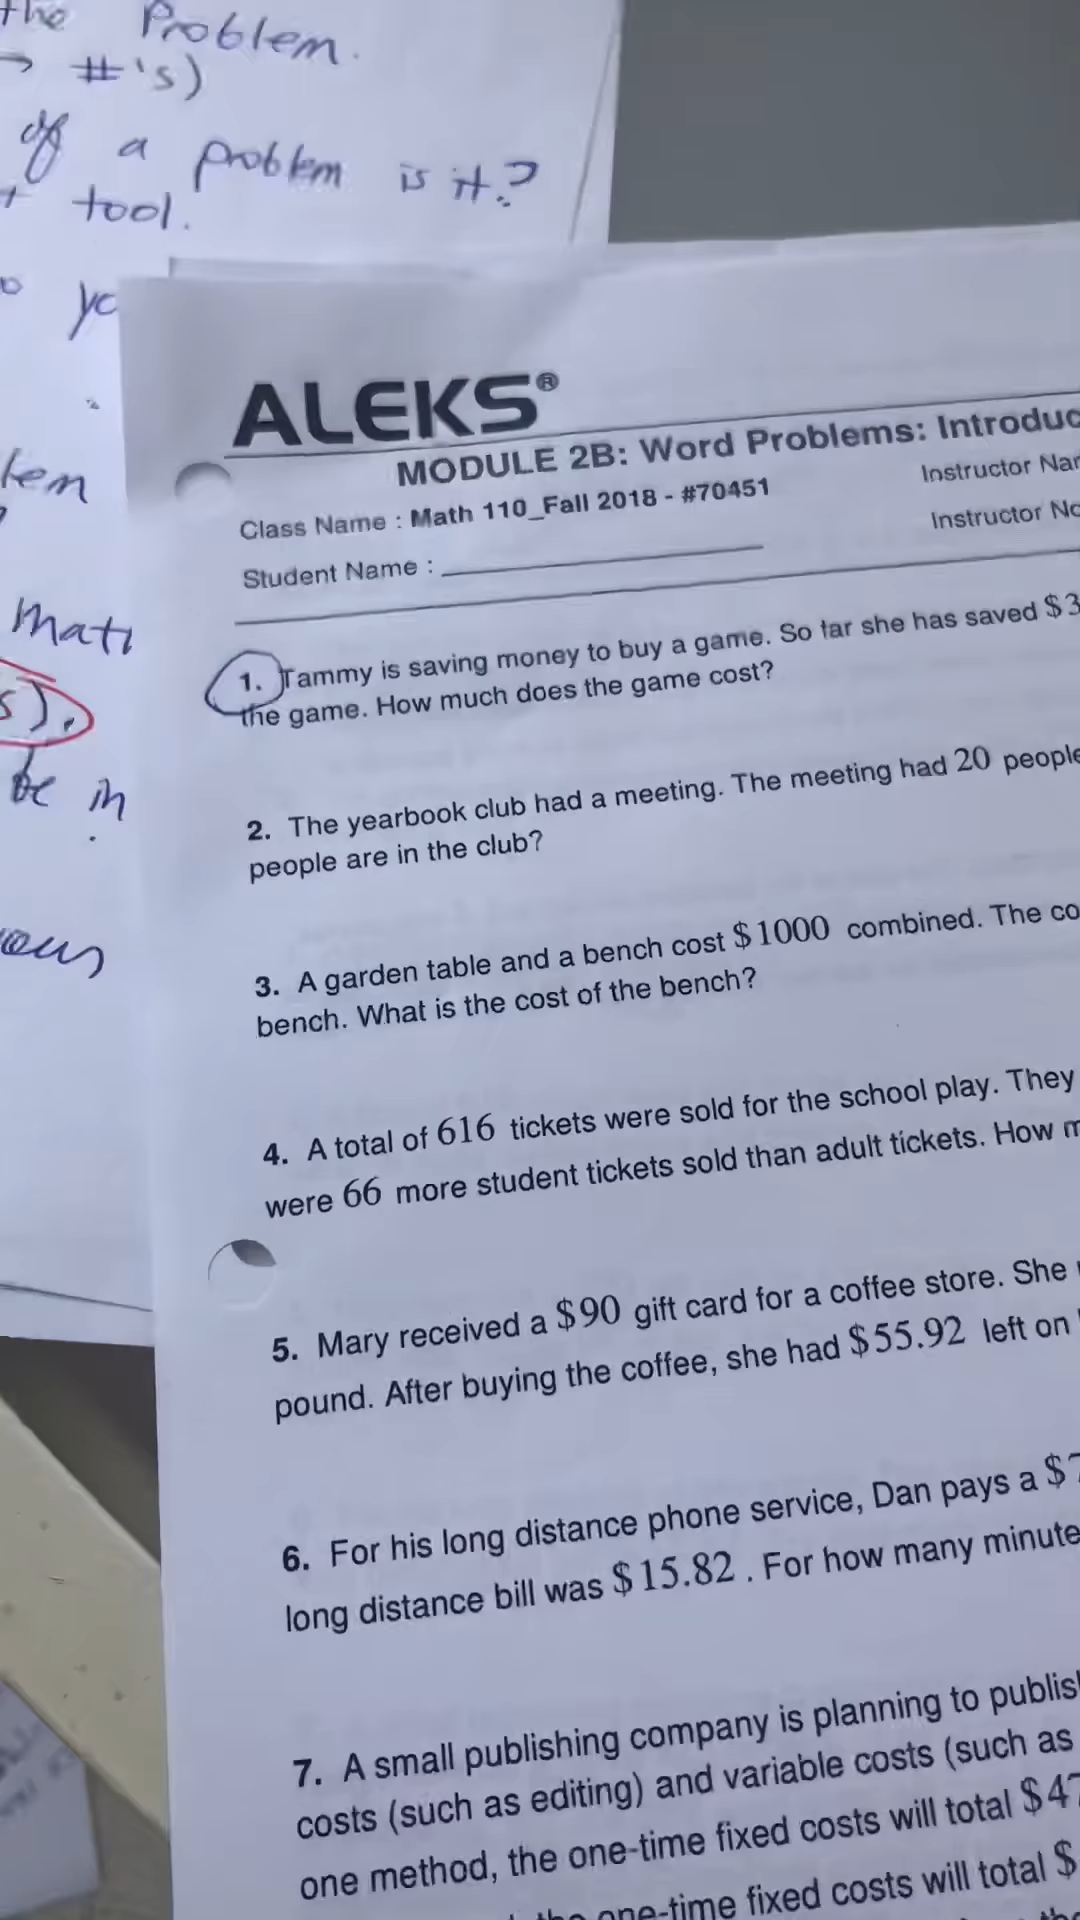 the Problem.
→ #'s)
of a problem is it?
tool.
lem
ALEKS®
MODULE 2B: Word Problems:
Class Name : Math 110_Fall 2018 - #70451
Instructor
Student Name :
Instructor
be in
1. Tammy is saving money to buy a game. So far she has saved $3
the game. How much does the game cost?
2. The yearbook club had a meeting. The meeting had 20 people
people are in the club?
3. A garden table and a bench cost $1000 combined. The
bench. What is the cost of the bench?
4. A total of 616 tickets were sold for the school play. They
were 66 more student tickets sold than adult tickets. How
5. Mary received a $90 gift card for a coffee store. She
pound. After buying the coffee, she had $55.92 left on
6. For his long distance phone service, Dan pays a $7
long distance bill was $15.82. For how many
7. A small publishing company is planning to
costs (such as editing) and variable costs (such as
one method, the one-time fixed costs will total $47
one-time fixed costs will total $